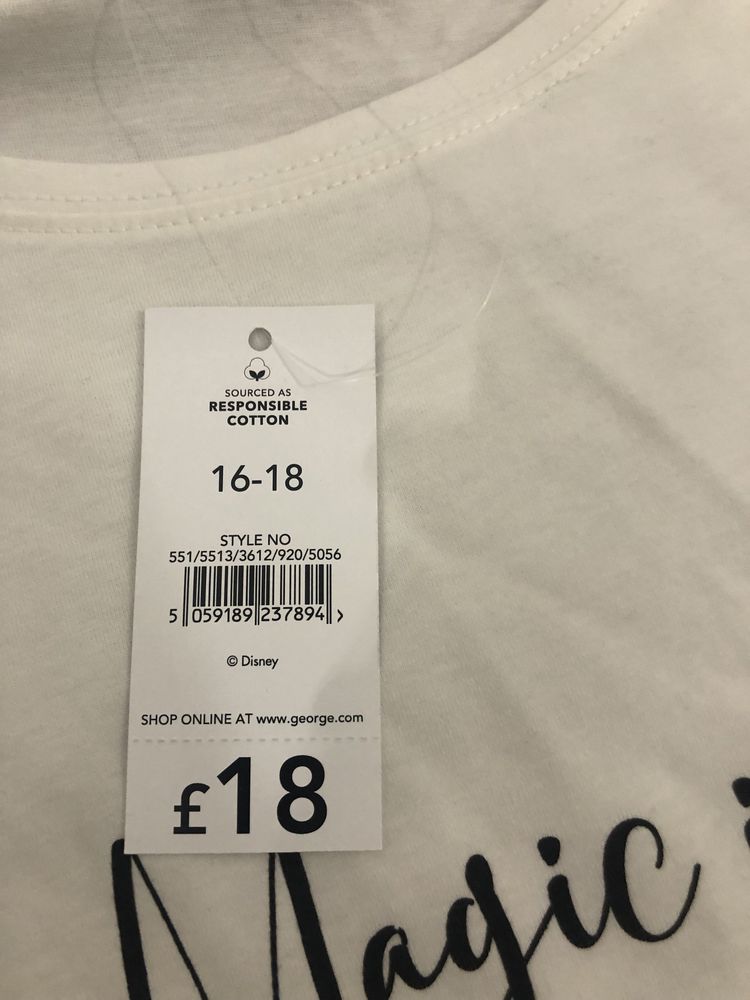 SOURCED AS
RESPONSIBLE
COTTON
16-18
STYLE NO
551/5513/3612/920/5056
5 059189 237894 >
© Disney
SHOP ONLINE AT www.george.com
£18
Magic